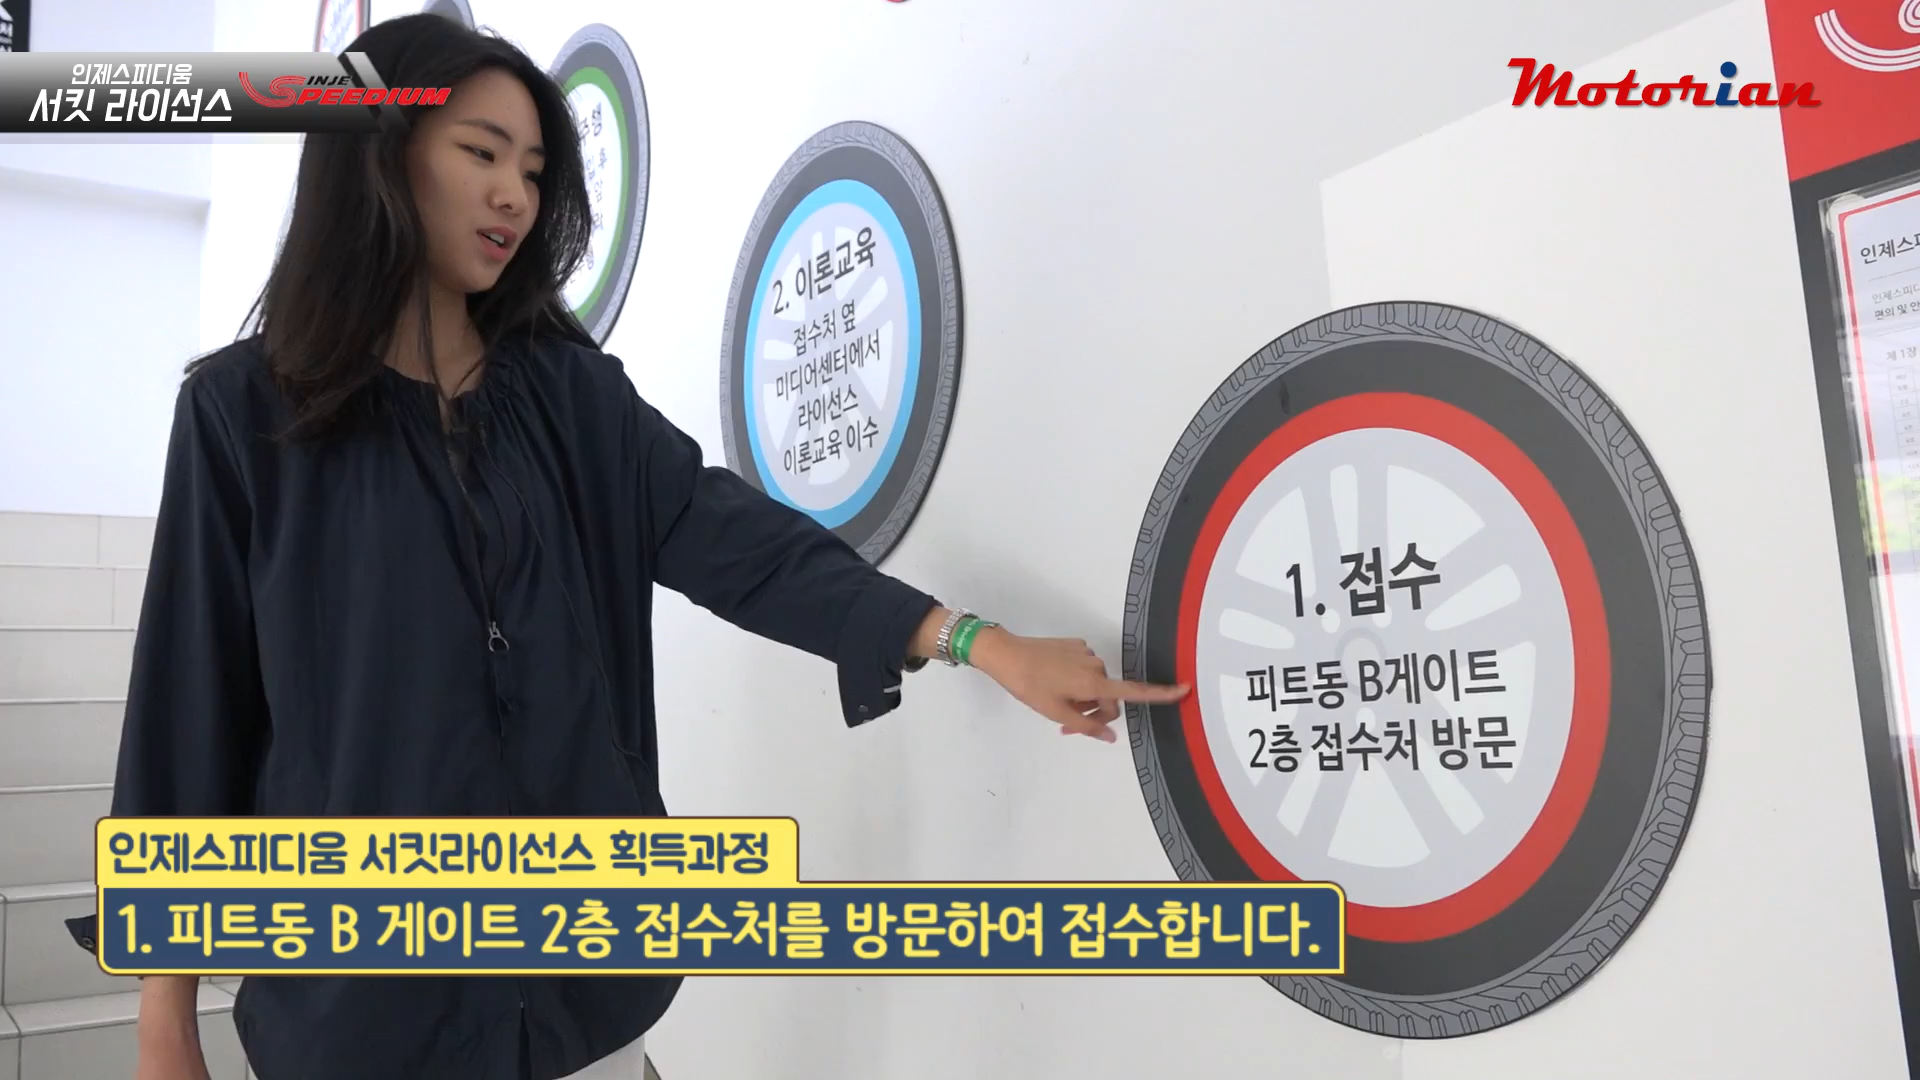 인제스피디움
서킷 라이선스
INJE
SPEEDIUM
Motorian
2. 이론교육
접수처 옆
미디어센터에서
라이선스
이론교육 이수
1. 접수
피트동 B게이트
2층 접수처 방문
제 1장
인제스피디움 서킷라이선스 획득과정
1. 피트동 B 게이트 2층 접수처를 방문하여 접수합니다.